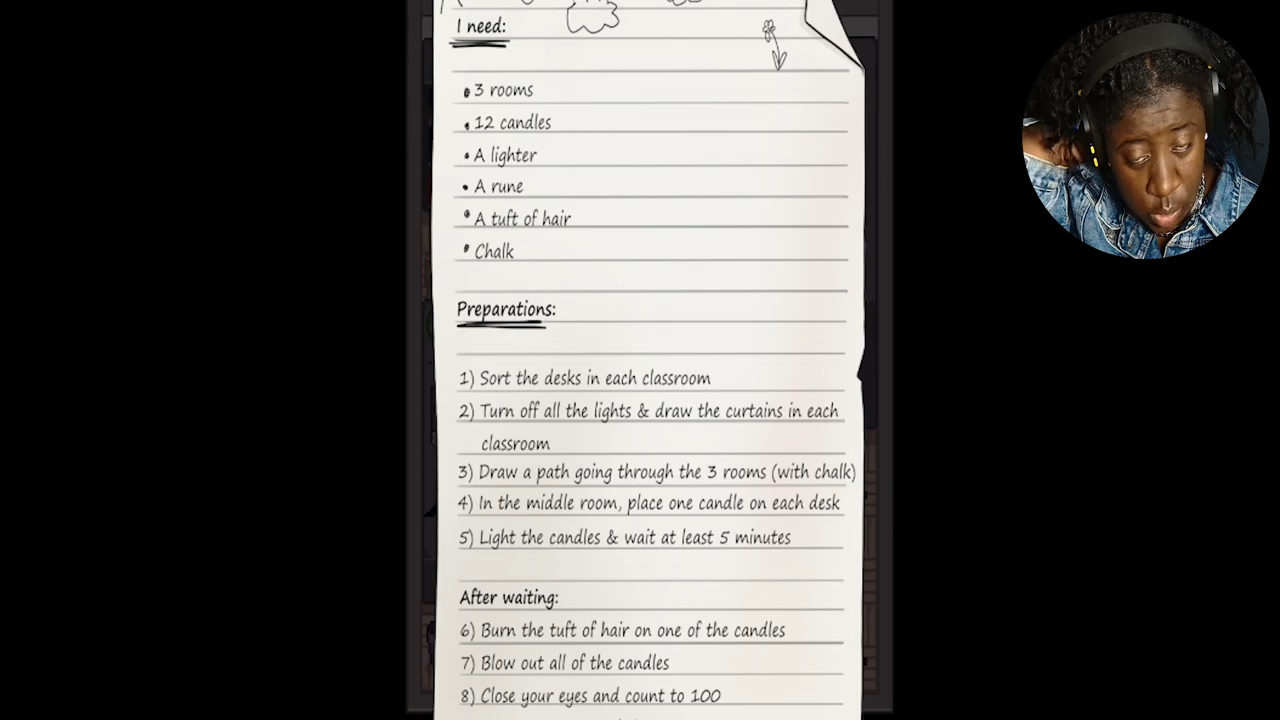 I need:
• 3 rooms
• 12 candles
• A lighter
• A rune
• A tuft of hair
• Chalk
Preparations:
1) Sort the desks in each classroom
2) Turn off all the lights & draw the curtains in each
classroom
3) Draw a path going through the 3 rooms (with chalk)
4) In the middle room, place one candle on each desk
5) Light the candles & wait at least 5 minutes
After waiting:
6) Burn the tuft of hair on one of the candles
7) Blow out all of the candles
8) Close your eyes and count to 100